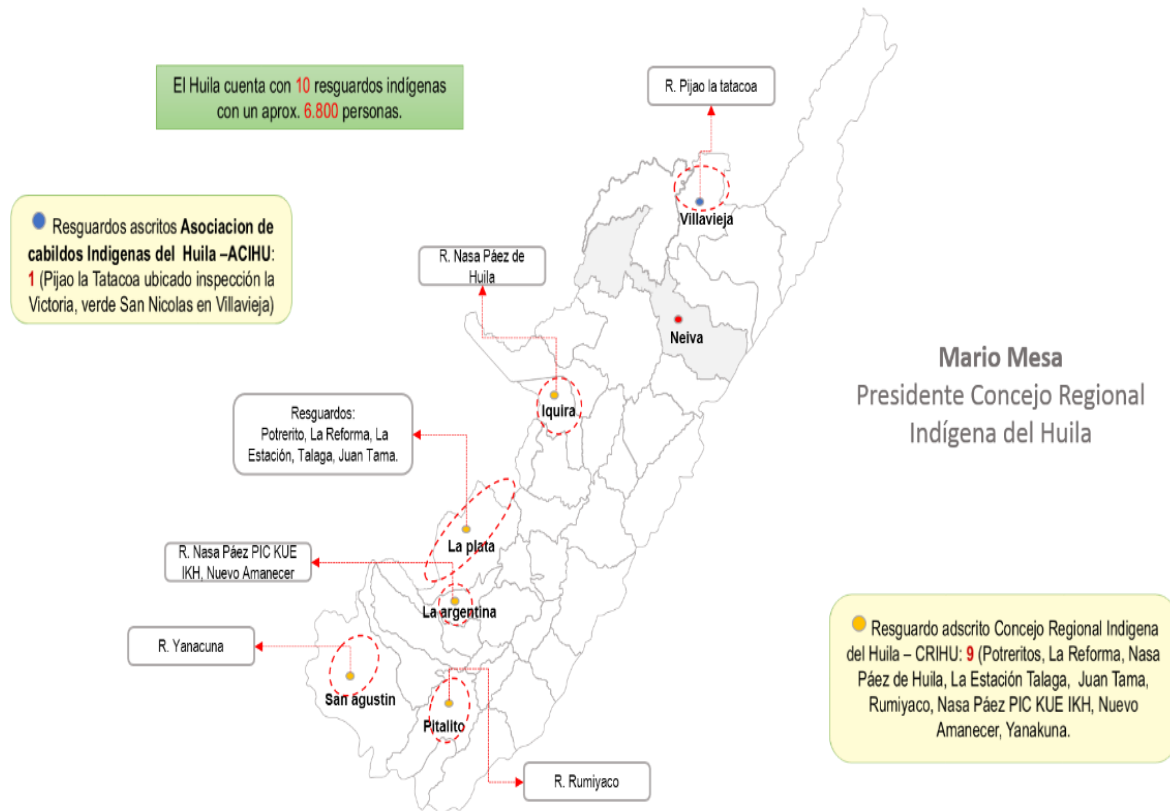 El Huila cuenta con 10 resguardos indígenas
con un aprox. 6.800 personas.
R. Pijao la tatacoa
Resguardos ascritos Asociacion de
cabildos Indigenas del Huila –ACIHU:
1 (Pijao la Tatacoa ubicado inspección la
Victoria, verde San Nicolas en Villavieja)
Villavieja
R. Nasa Páez de
Huila
Neiva
Mario Mesa
Presidente Concejo Regional
Indígena del Huila
Iquira
Resguardos:
Potrerito, La Reforma, La
Estación, Talaga, Juan Tama.
La plata
R. Nasa Páez PIC KUE
IKH, Nuevo Amanecer
La argentina
R. Yanacuna
San agustin
Pitalito
R. Rumiyaco
Resguardo adscrito Concejo Regional Indigena
del Huila – CRIHU: 9 (Potreritos, La Reforma, Nasa
Páez de Huila, La Estación Talaga, Juan Tama,
Rumiyaco, Nasa Páez PIC KUE IKH, Nuevo
Amanecer, Yanakuna.